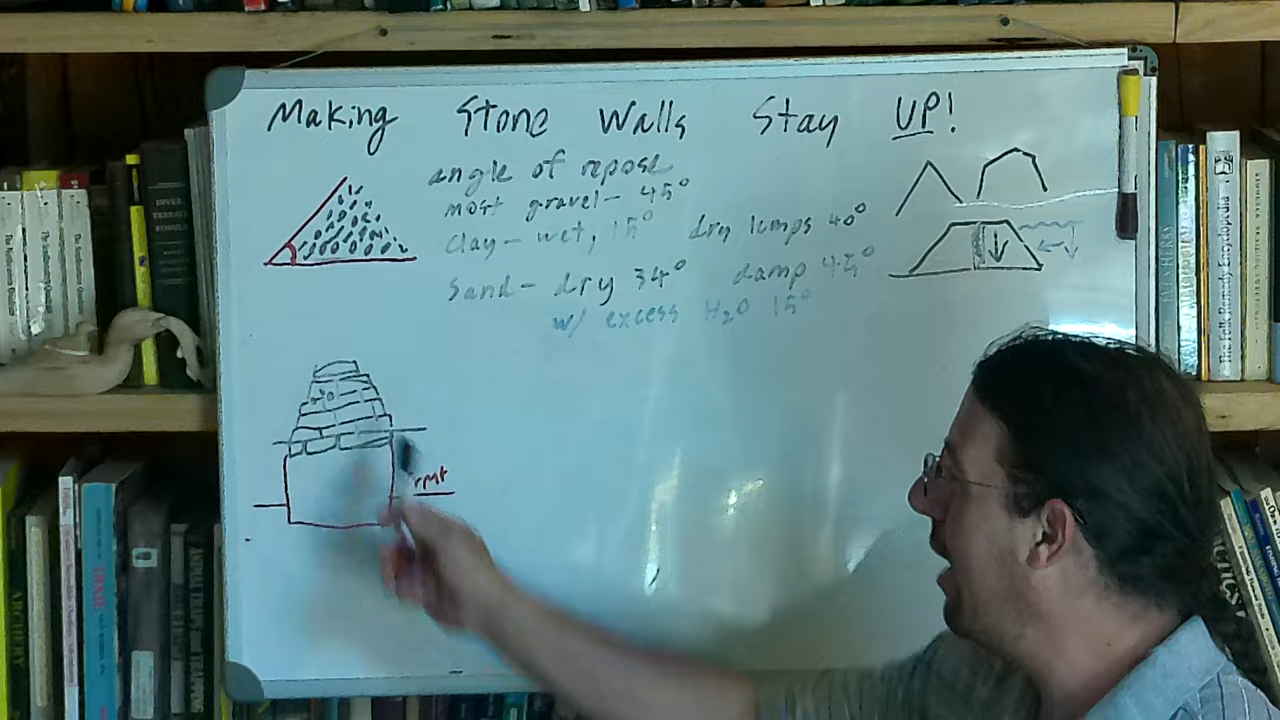 Making Stone Walls Stay UP!
angle of repose
most gravel - 45°
clay - wet, 15° dry lumps 40°
Sand - dry 34° damp 45°
w/ excess H₂O 15°
ARCHERY